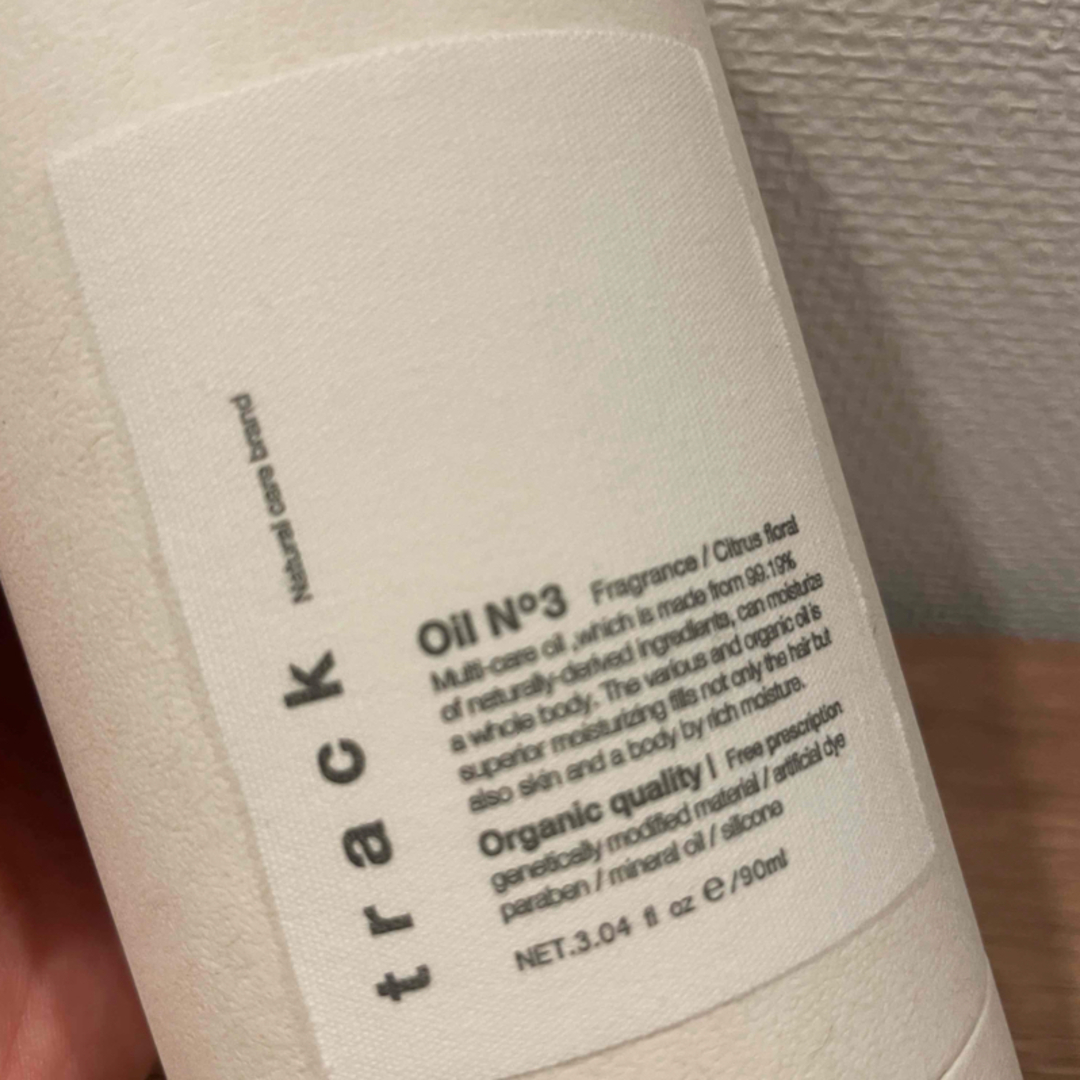 track
Natural care brand
Oil Nº3 Fragrance / Citrus floral
Multi-care oil ,which is made from 99.19%
of naturally-derived ingredients, can moisturize
a whole body. The various and organic oil is
superior moisturizing fills not only the hair but
also skin and a body by rich moisture.
Organic quality | Free prescription
genetically modified material / artificial dye
paraben / mineral oil / silicone
NET.3.04 fl oz ℮/90ml